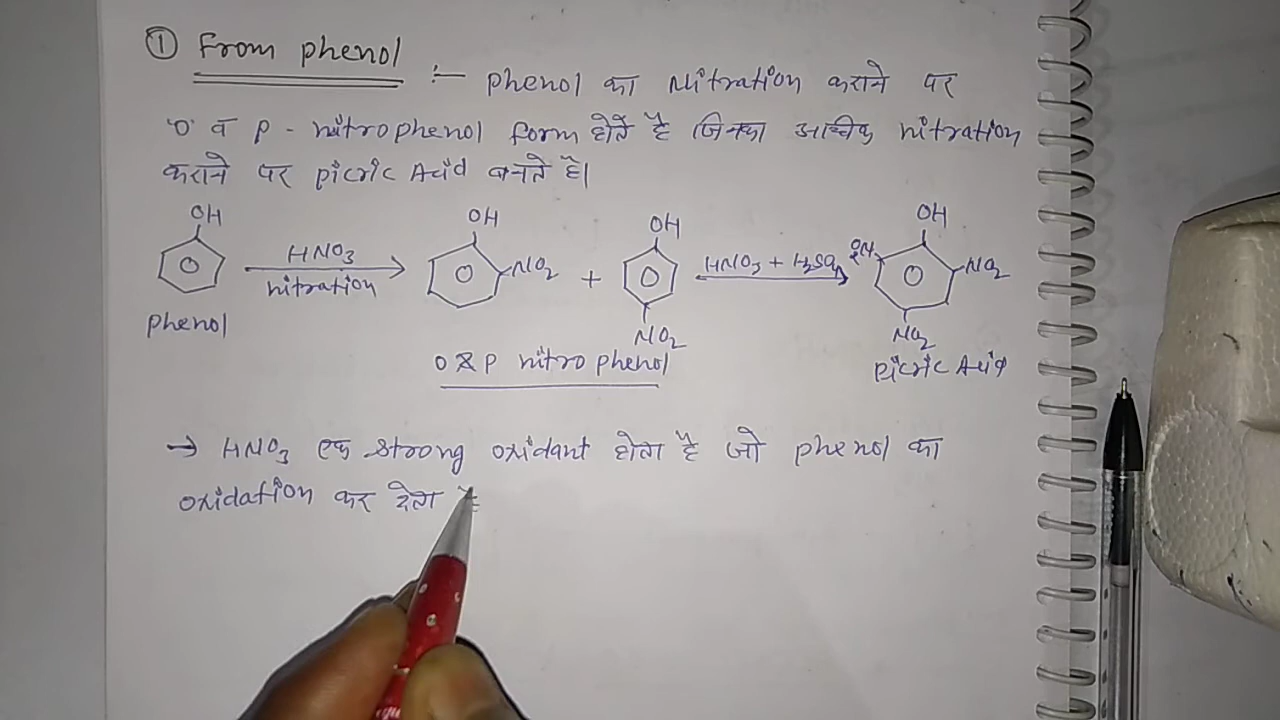 ① From phenol :- phenol का Nitration कराने पर
'O' व p - nitrophenol form होते है जिनका अधिक nitration
कराने पर picric Acid बनते है।
OH OH OH OH
HNO3 NO2 + HNO3 + H2SO4 O2N NO2
nitration
phenol NO2 NO2
O & P nitro phenol picric Acid
→ HNO3 एक strong oxidant होता है जो phenol का
oxidation कर देता है